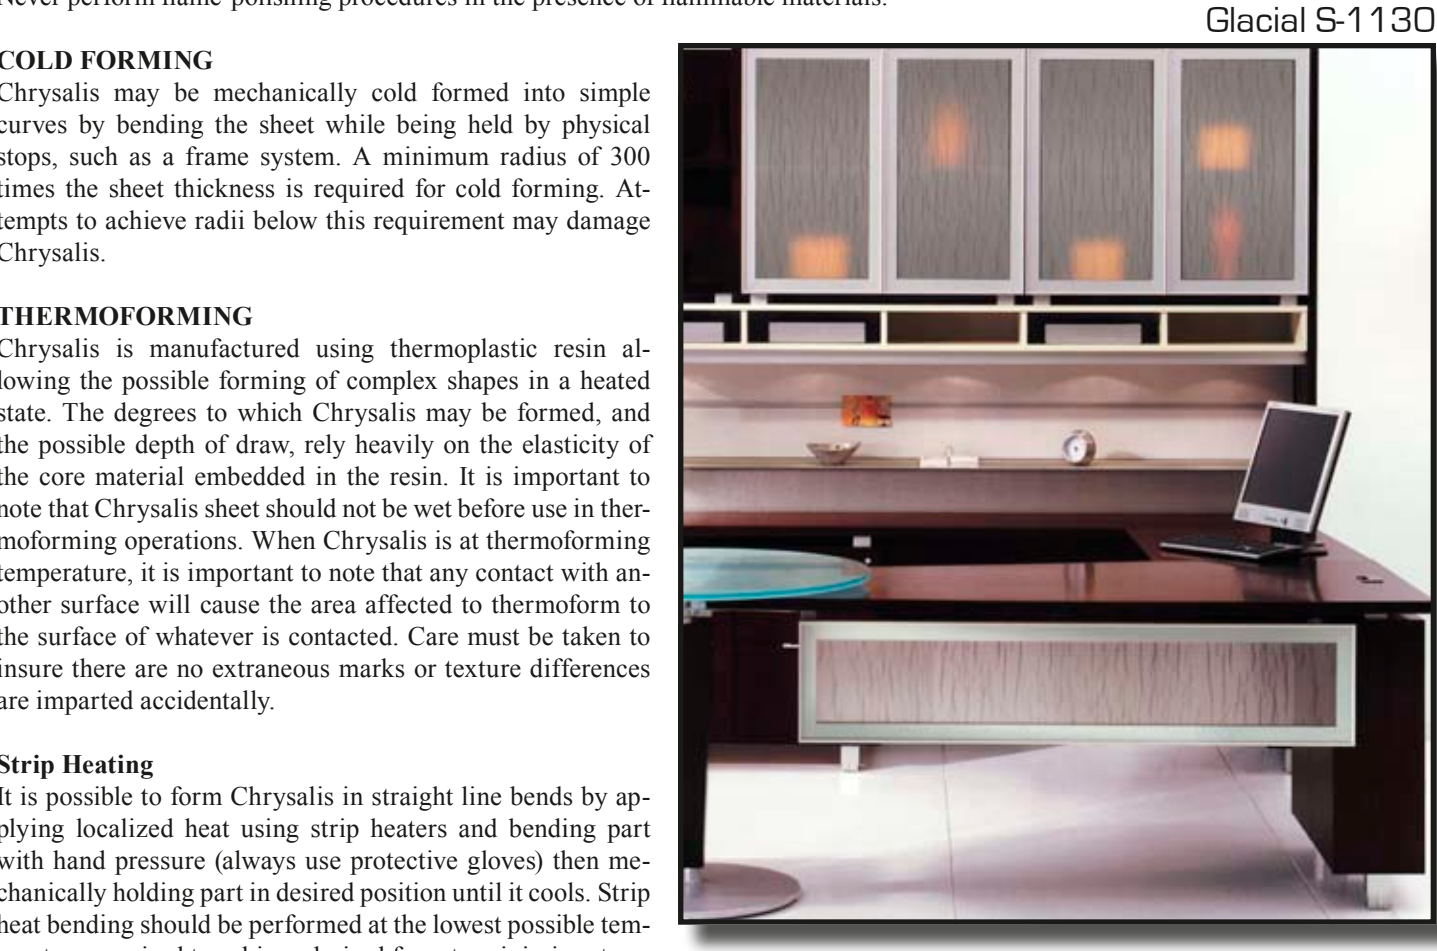 Never perform flame-polishing procedures in the presence of flammable materials.
Glacial S-1130
COLD FORMING
Chrysalis may be mechanically cold formed into simple
curves by bending the sheet while being held by physical
stops, such as a frame system. A minimum radius of 300
times the sheet thickness is required for cold forming. At-
tempts to achieve radii below this requirement may damage
Chrysalis.
THERMOFORMING
Chrysalis is manufactured using thermoplastic resin al-
lowing the possible forming of complex shapes in a heated
state. The degrees to which Chrysalis may be formed, and
the possible depth of draw, rely heavily on the elasticity of
the core material embedded in the resin. It is important to
note that Chrysalis sheet should not be wet before use in ther-
moforming operations. When Chrysalis is at thermoforming
temperature, it is important to note that any contact with an-
other surface will cause the area affected to thermoform to
the surface of whatever is contacted. Care must be taken to
insure there are no extraneous marks or texture differences
are imparted accidentally.
Strip Heating
It is possible to form Chrysalis in straight line bends by ap-
plying localized heat using strip heaters and bending part
with hand pressure (always use protective gloves) then me-
chanically holding part in desired position until it cools. Strip
heat bending should be performed at the lowest possible tem-